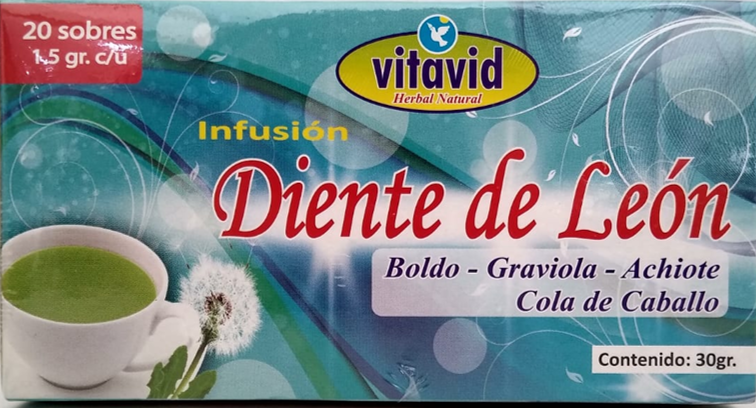 20 sobres
1.5 gr. c/u
vitavid
Herbal Natural
Infusión
Diente de León
Boldo - Graviola - Achiote
Cola de Caballo
Contenido: 30gr.